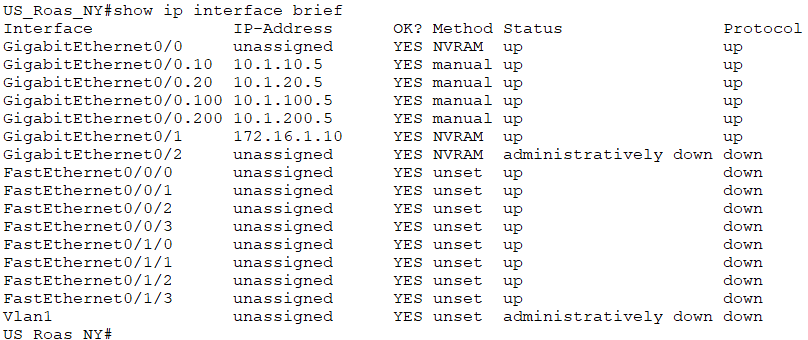 US_Roas_NY#show ip interface brief
Interface              IP-Address      OK? Method Status                Protocol
GigabitEthernet0/0     unassigned      YES NVRAM  up                    up
GigabitEthernet0/0.10  10.1.10.5       YES manual up                    up
GigabitEthernet0/0.20  10.1.20.5       YES manual up                    up
GigabitEthernet0/0.100 10.1.100.5      YES manual up                    up
GigabitEthernet0/0.200 10.1.200.5      YES manual up                    up
GigabitEthernet0/1     172.16.1.10     YES NVRAM  up                    up
GigabitEthernet0/2     unassigned      YES NVRAM  administratively down down
FastEthernet0/0/0      unassigned      YES unset  up                    down
FastEthernet0/0/1      unassigned      YES unset  up                    down
FastEthernet0/0/2      unassigned      YES unset  up                    down
FastEthernet0/0/3      unassigned      YES unset  up                    down
FastEthernet0/1/0      unassigned      YES unset  up                    down
FastEthernet0/1/1      unassigned      YES unset  up                    down
FastEthernet0/1/2      unassigned      YES unset  up                    down
FastEthernet0/1/3      unassigned      YES unset  up                    down
Vlan1                  unassigned      YES unset  administratively down down
US Roas NY#